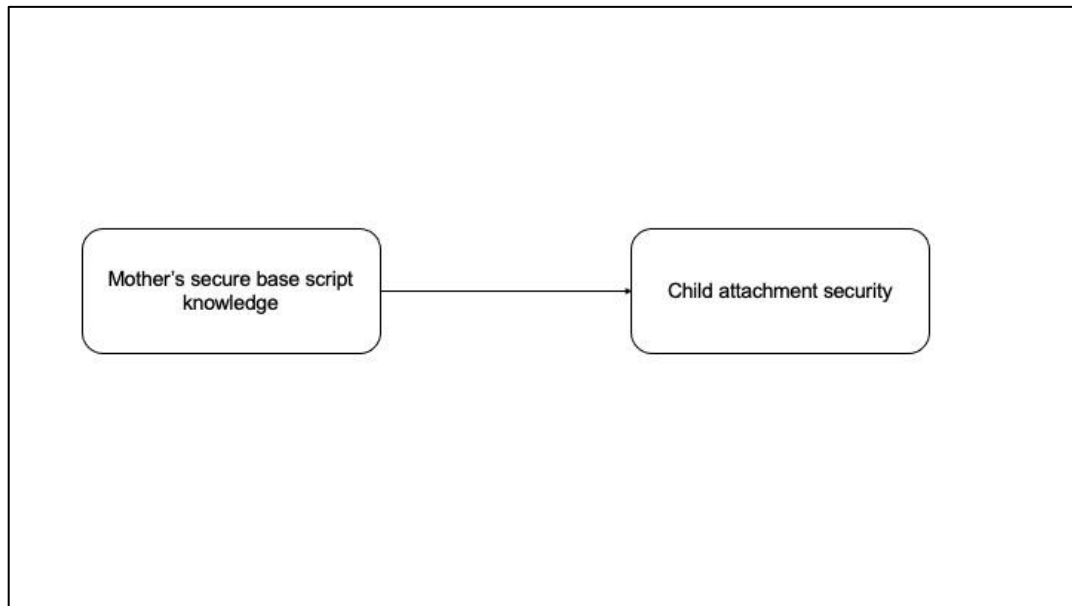 Mother’s secure base script
knowledge
Child attachment security